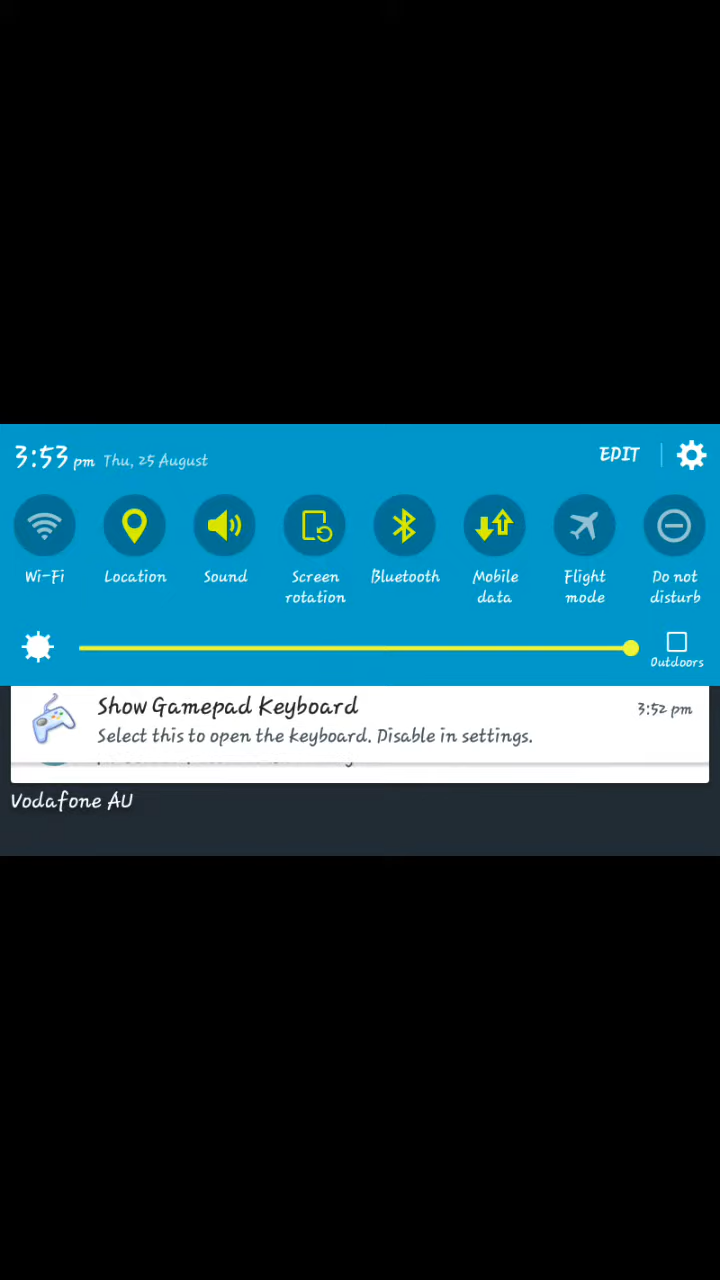 3:53 pm Thu, 25 August EDIT
Wi-Fi Location Sound Screen rotation Bluetooth Mobile data Flight mode Do not disturb
Outdoors
Show Gamepad Keyboard 3:52 pm
Select this to open the keyboard. Disable in settings.
Vodafone AU